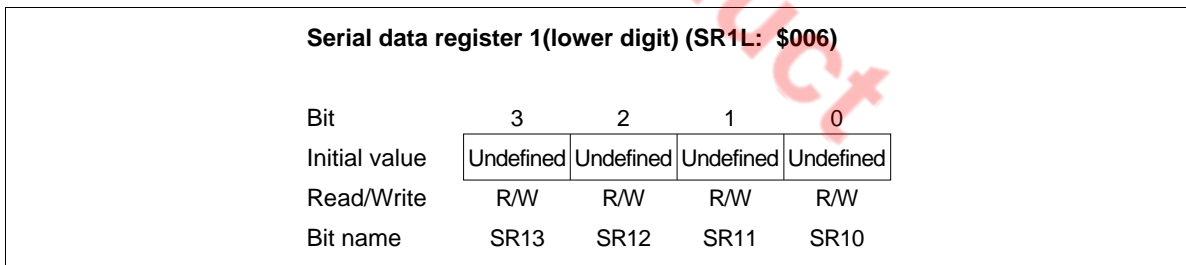 Serial data register 1(lower digit) (SR1L: $006)
Bit 3 2 1 0
Initial value Undefined Undefined Undefined Undefined
Read/Write R/W R/W R/W R/W
Bit name SR13 SR12 SR11 SR10
uct